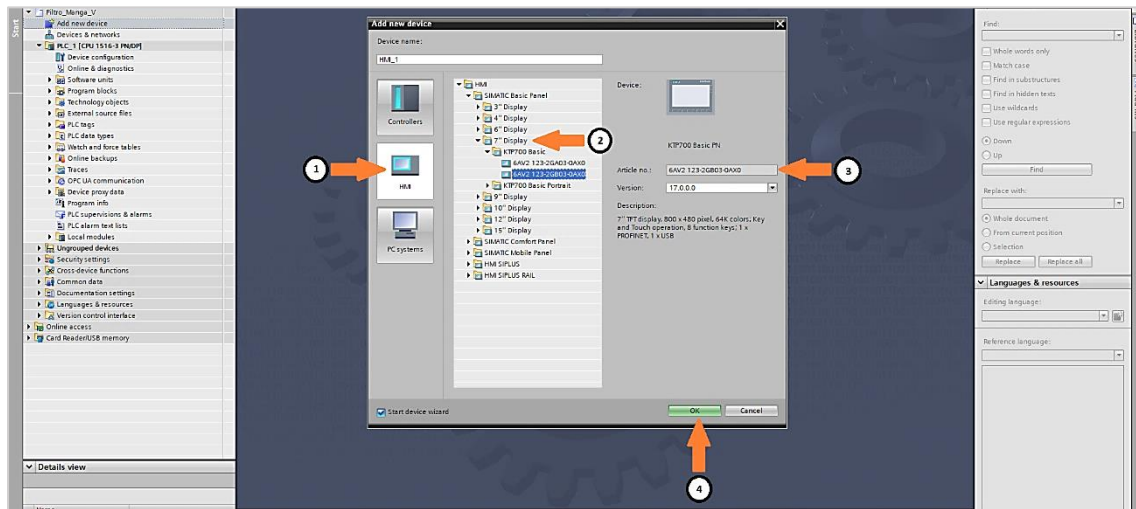 Start
Filtro_Manga_V
Add new device
Devices & networks
PLC_1 [CPU 1516-3 PN/DP]
Device configuration
Online & diagnostics
Software units
Program blocks
Technology objects
External source files
PLC tags
PLC data types
Watch and force tables
Online backups
Traces
OPC UA communication
Device proxy data
Program info
PLC supervisions & alarms
PLC alarm text lists
Local modules
Ungrouped devices
Security settings
Cross-device functions
Common data
Documentation settings
Languages & resources
Version control interface
Online access
Card Reader/USB memory
Details view
Name
Add new device
Device name:
HMI_1
Controllers
HMI
PC systems
HMI
SIMATIC Basic Panel
3" Display
4" Display
6" Display
7" Display
KTP700 Basic
6AV2 123-2GA03-0AX0
6AV2 123-2GB03-0AX0
KTP700 Basic Portrait
9" Display
10" Display
12" Display
15" Display
SIMATIC Comfort Panel
SIMATIC Mobile Panel
HMI SIPLUS
HMI SIPLUS RAIL
Device:
KTP700 Basic PN
Article no.: 6AV2 123-2GB03-0AX0
Version: 17.0.0.0
Description:
7" TFT display, 800 x 480 pixel, 64K colors; Key
and Touch operation, 8 function keys; 1 x
PROFINET, 1 x USB
Start device wizard
OK
Cancel
1
2
3
4
Find:
Whole words only
Match case
Find in substructures
Find in hidden texts
Use wildcards
Use regular expressions
Down
Up
Find
Replace with:
Whole document
From current position
Selection
Replace
Replace all
Languages & resources
Editing language:
Reference language: